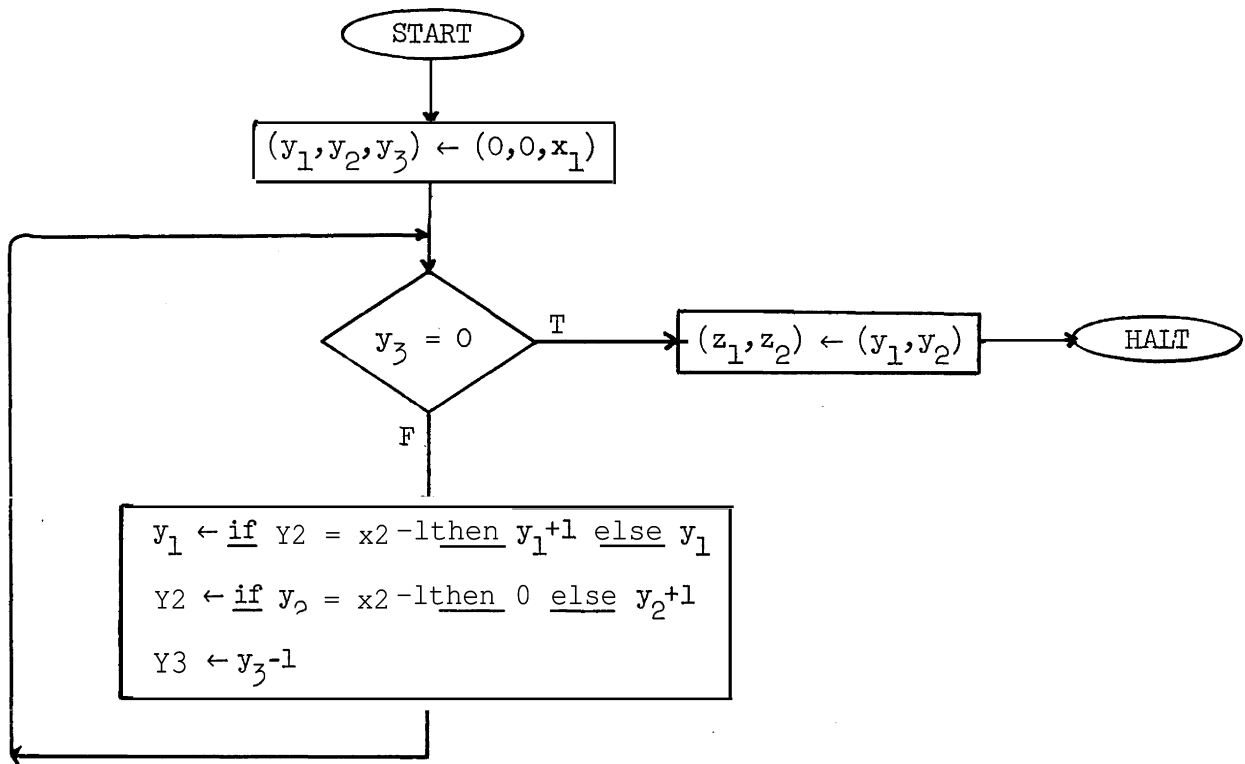 START
(y₁,y₂,y₃) ← (0,0,x₁)
y₃ = 0
T
(z₁,z₂) ← (y₁,y₂)
HALT
F
y₁ ← if Y2 = x2 -1then y₁+1 else y₁
Y2 ← if y₂ = x2 -1then 0 else y₂+1
Y3 ← y₃-1